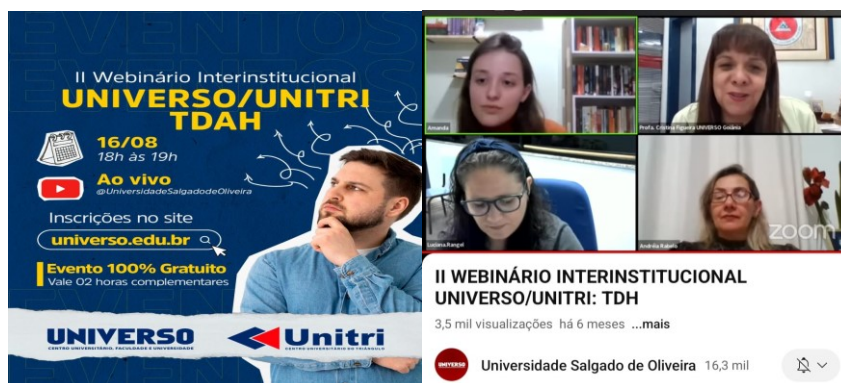 EVENTOS
II Webinário Interinstitucional
UNIVERSO/UNITRI
TDAH
16/08
18h às 19h
Ao vivo
@UniversidadeSalgadodeOliveira
Inscrições no site
universo.edu.br
Evento 100% Gratuito
Vale 02 horas complementares
UNIVERSO
CENTRO UNIVERSITÁRIO, FACULDADE E UNIVERSIDADE
Unitri
CENTRO UNIVERSITÁRIO DO TRIÂNGULO
Amanda
Profa. Cristina Figueira UNIVERSO Goiânia
Luciana Rangel
Andréia Rabelo
zoom
II WEBINÁRIO INTERINSTITUCIONAL
UNIVERSO/UNITRI: TDH
3,5 mil visualizações há 6 meses ...mais
UNIVERSO
Universidade Salgado de Oliveira 16,3 mil